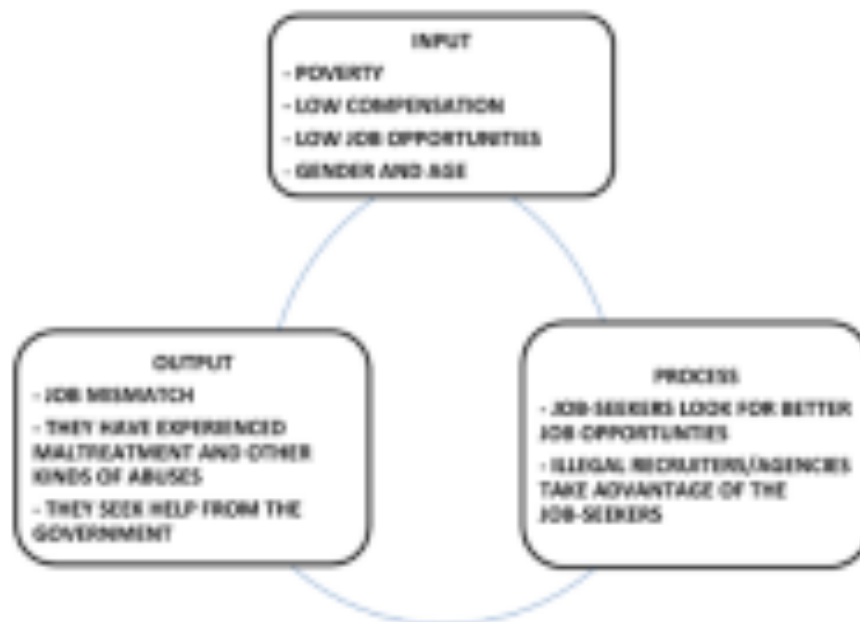 INPUT
- POVERTY
- LOW COMPENSATION
- LOW JOB OPPORTUNITIES
- GENDER AND AGE
OUTPUT
- JOB MISMATCH
- THEY HAVE EXPERIENCED
MALTREATMENT AND OTHER
KINDS OF ABUSES
- THEY SEEK HELP FROM THE
GOVERNMENT
PROCESS
- JOB-SEEKERS LOOK FOR BETTER
JOB OPPORTUNTIES
- ILLEGAL RECRUITERS/AGENCIES
TAKE ADVANTAGE OF THE
JOB-SEEKERS